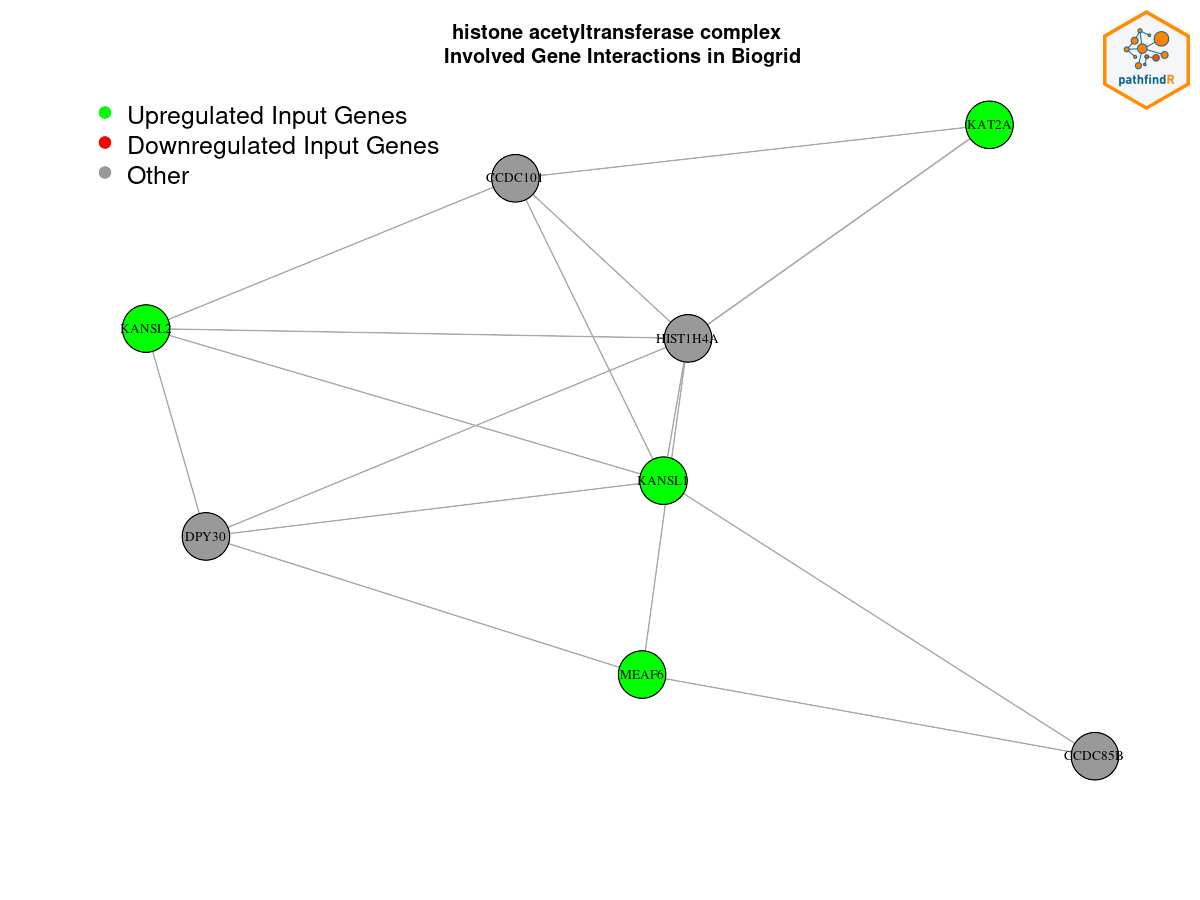 histone acetyltransferase complex
Involved Gene Interactions in Biogrid
pathfindR
Upregulated Input Genes
Downregulated Input Genes
Other
KAT2A
CCDC101
KANSL2
HIST1H4A
KANSL1
DPY30
MEAF6
CCDC85B